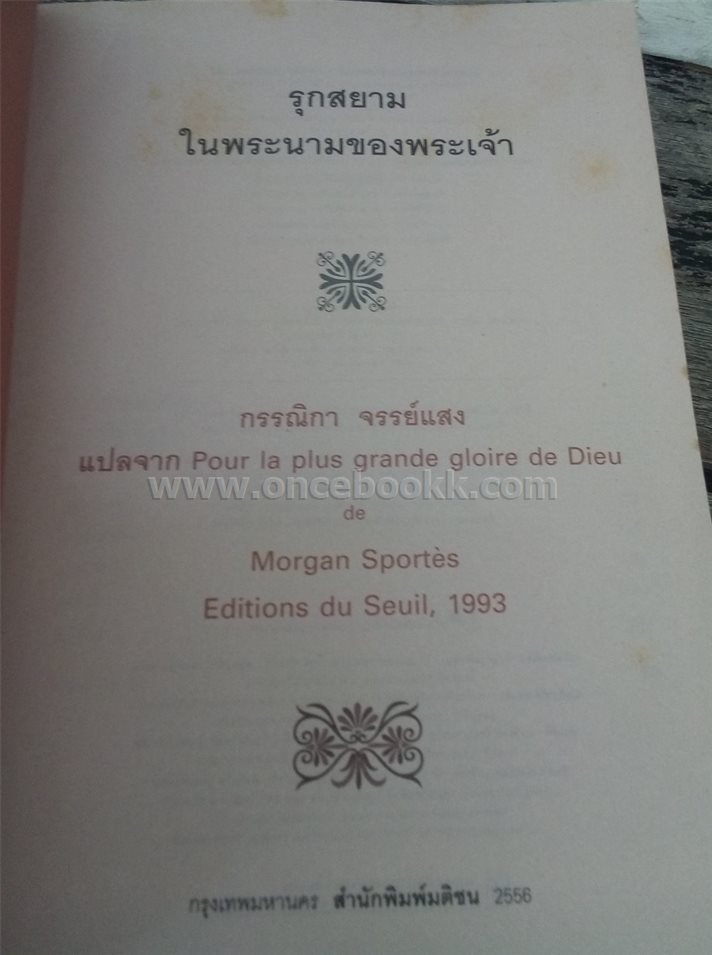 รุกสยาม
ในพระนามของพระเจ้า
กรรณิกา จรรย์แสง
แปลจาก Pour la plus grande gloire de Dieu
www.oncebookk.com
de
Morgan Sportès
Editions du Seuil, 1993
กรุงเทพมหานคร สำนักพิมพ์มติชน 2556